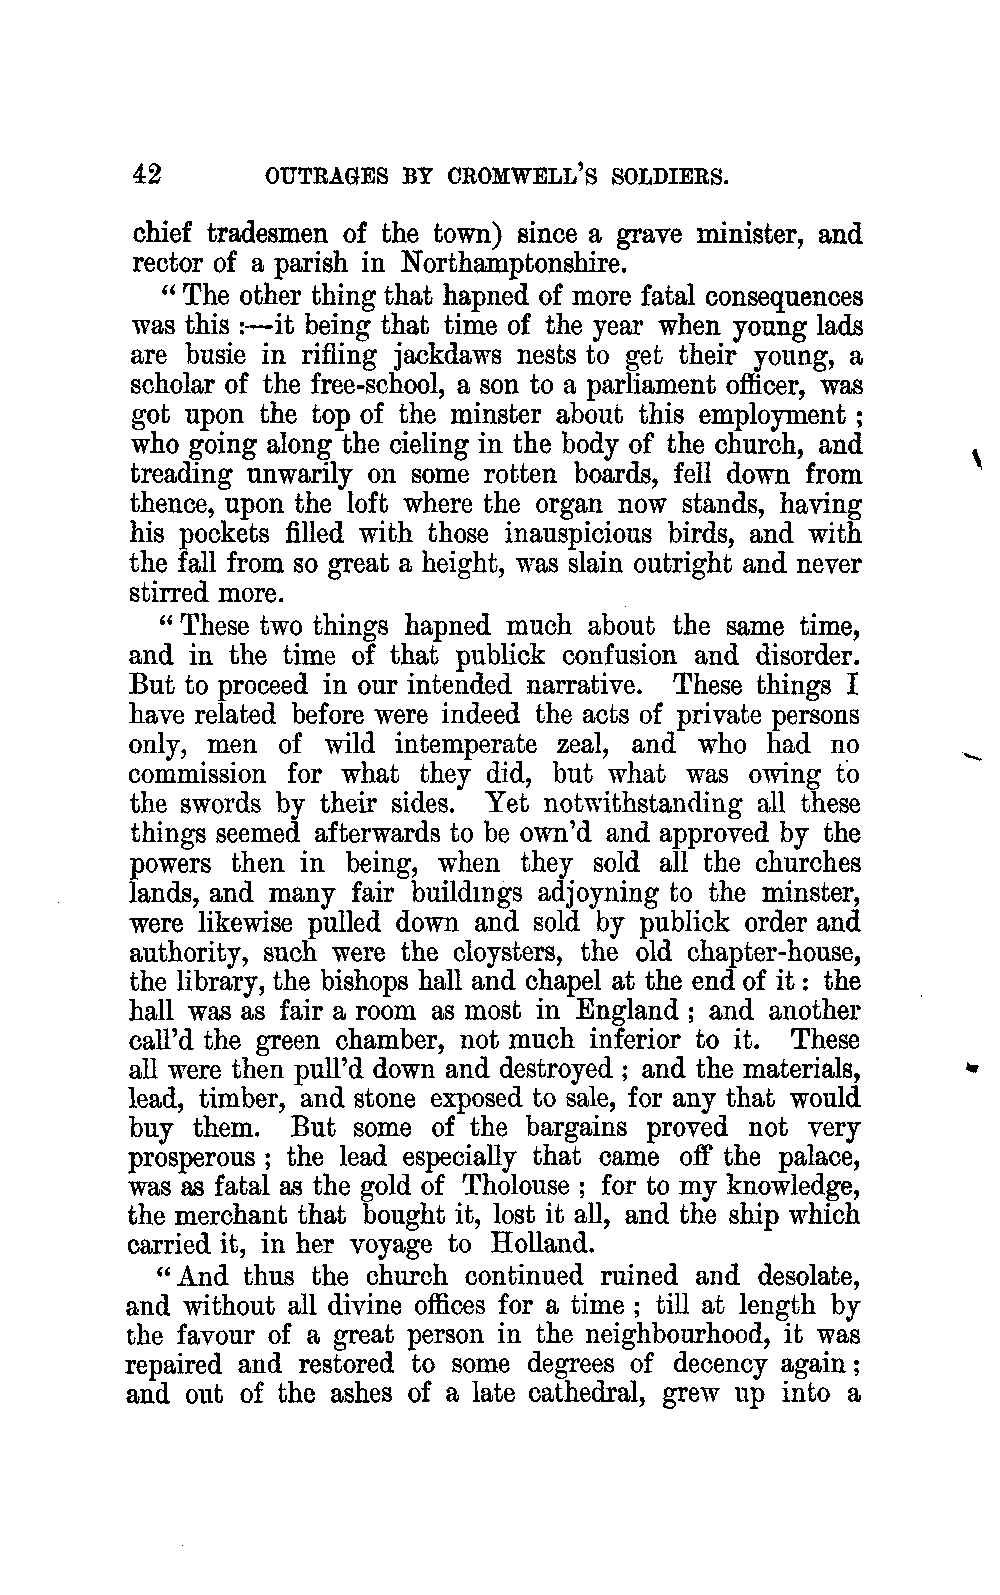 42 OUTRAGES BY CROMWELL'S SOLDIERS.
chief tradesmen of the town) since a grave minister, and
rector of a parish in Northamptonshire.
“ The other thing that hapned of more fatal consequences
was this :—it being that time of the year when young lads
are busie in rifling jackdaws nests to get their young, a
scholar of the free-school, a son to a parliament officer, was
got upon the top of the minster about this employment ;
who going along the cieling in the body of the church, and
treading unwarily on some rotten boards, fell down from
thence, upon the loft where the organ now stands, having
his pockets filled with those inauspicious birds, and with
the fall from so great a height, was slain outright and never
stirred more.
“ These two things hapned much about the same time,
and in the time of that publick confusion and disorder.
But to proceed in our intended narrative. These things I
have related before were indeed the acts of private persons
only, men of wild intemperate zeal, and who had no
commission for what they did, but what was owing to
the swords by their sides. Yet notwithstanding all these
things seemed afterwards to be own'd and approved by the
powers then in being, when they sold all the churches
lands, and many fair buildings adjoyning to the minster,
were likewise pulled down and sold by publick order and
authority, such were the cloysters, the old chapter-house,
the library, the bishops hall and chapel at the end of it : the
hall was as fair a room as most in England ; and another
call'd the green chamber, not much inferior to it. These
all were then pull'd down and destroyed ; and the materials,
lead, timber, and stone exposed to sale, for any that would
buy them. But some of the bargains proved not very
prosperous ; the lead especially that came off the palace,
was as fatal as the gold of Tholouse ; for to my knowledge,
the merchant that bought it, lost it all, and the ship which
carried it, in her voyage to Holland.
“ And thus the church continued ruined and desolate,
and without all divine offices for a time ; till at length by
the favour of a great person in the neighbourhood, it was
repaired and restored to some degrees of decency again ;
and out of the ashes of a late cathedral, grew up into a